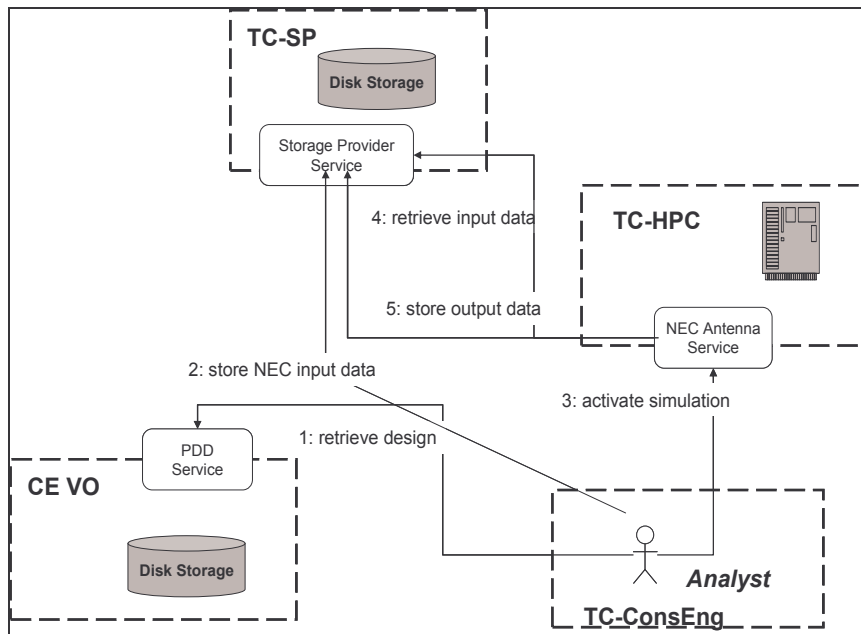 TC-SP
Disk Storage
Storage Provider
Service
4: retrieve input data
TC-HPC
5: store output data
NEC Antenna
Service
2: store NEC input data
3: activate simulation
1: retrieve design
PDD
Service
CE VO
Disk Storage
Analyst
TC-ConsEng